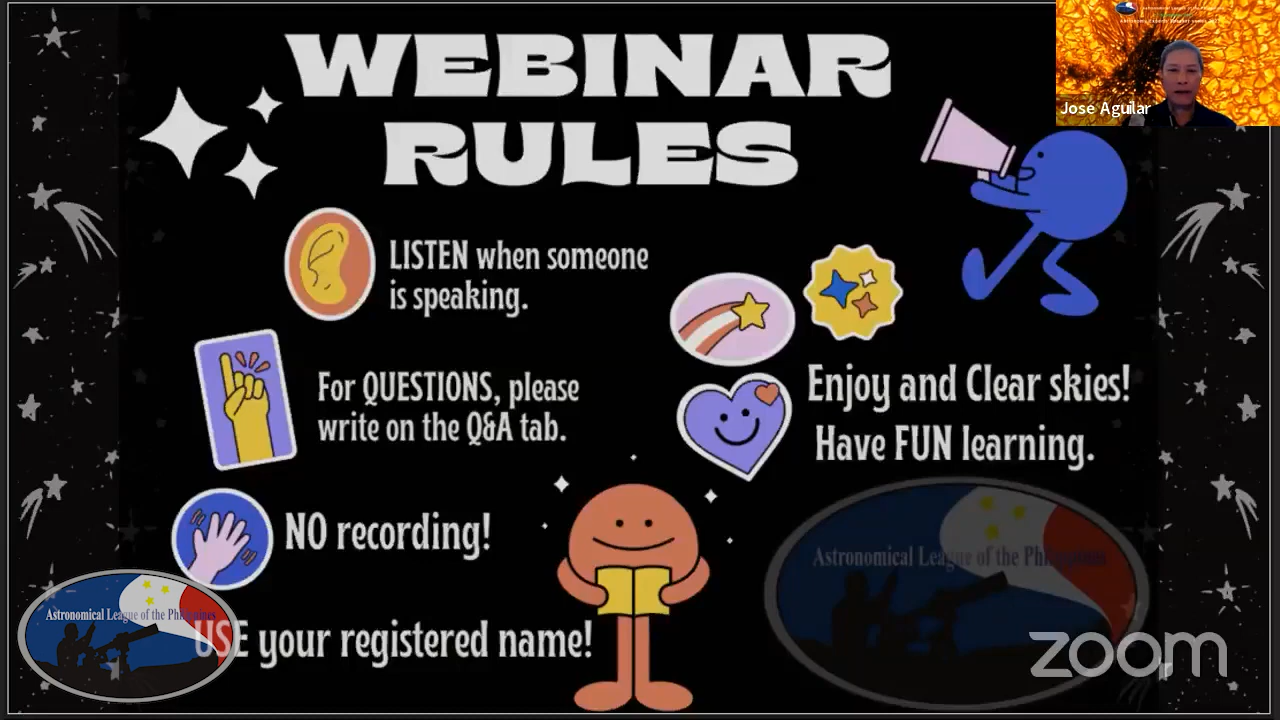 WEBINAR
RULES
Jose Aguilar
LISTEN when someone
is speaking.
For QUESTIONS, please
write on the Q&A tab.
Enjoy and Clear skies!
Have FUN learning.
NO recording!
Astronomical League of the Philippines
Astronomical League of the Philippines
USE your registered name!
zoom